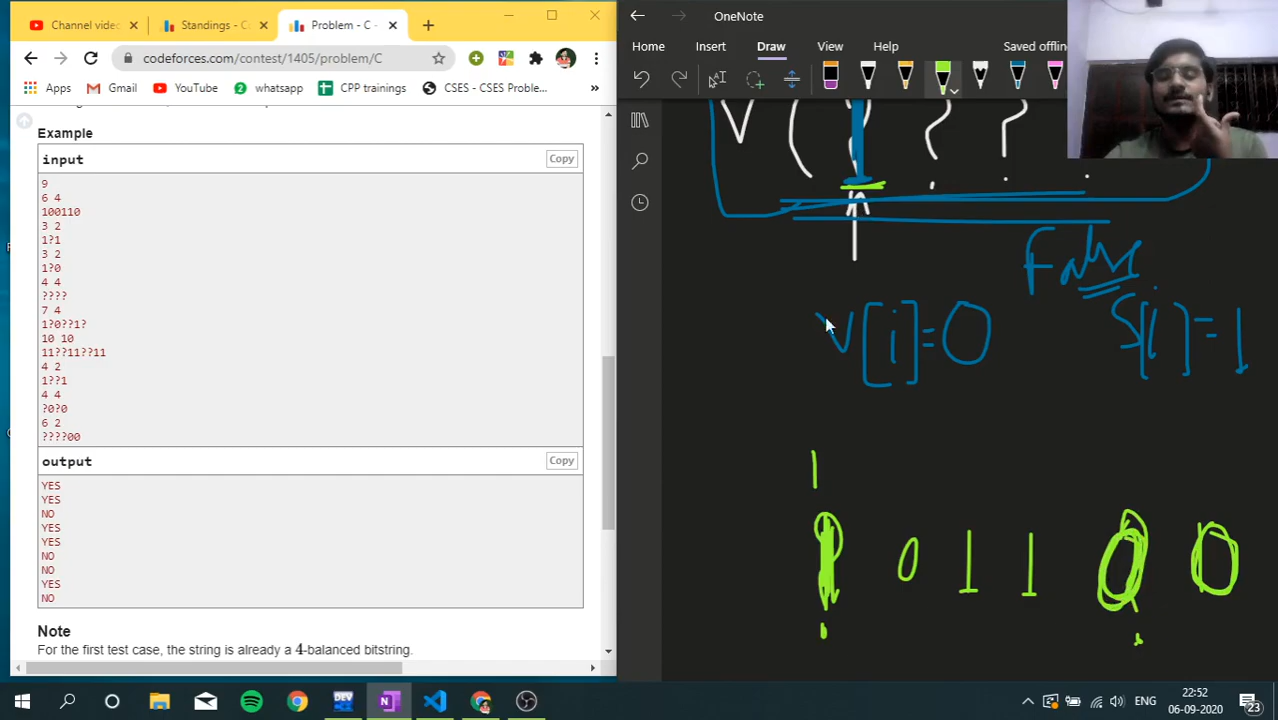 Channel video
Standings - Co
Problem - C -
codeforces.com/contest/1405/problem/C
Apps
Gmail
YouTube
whatsapp
CPP trainings
CSES - CSES Proble...
»
Example
input
Copy
9
6 4
100110
3 2
1?1
3 2
1?0
4 4
????
7 4
1?0??1?
10 10
11??11??11
4 2
1??1
4 4
?0?0
6 2
????00
output
Copy
YES
YES
NO
YES
YES
NO
NO
YES
NO
Note
For the first test case, the string is already a 4-balanced bitstring.
OneNote
Home Insert Draw View Help Saved offline
V ( ? ? ?
False
V[i]=0 S[i]=1
1
0 1 1 0 0
ENG
22:52
06-09-2020
23